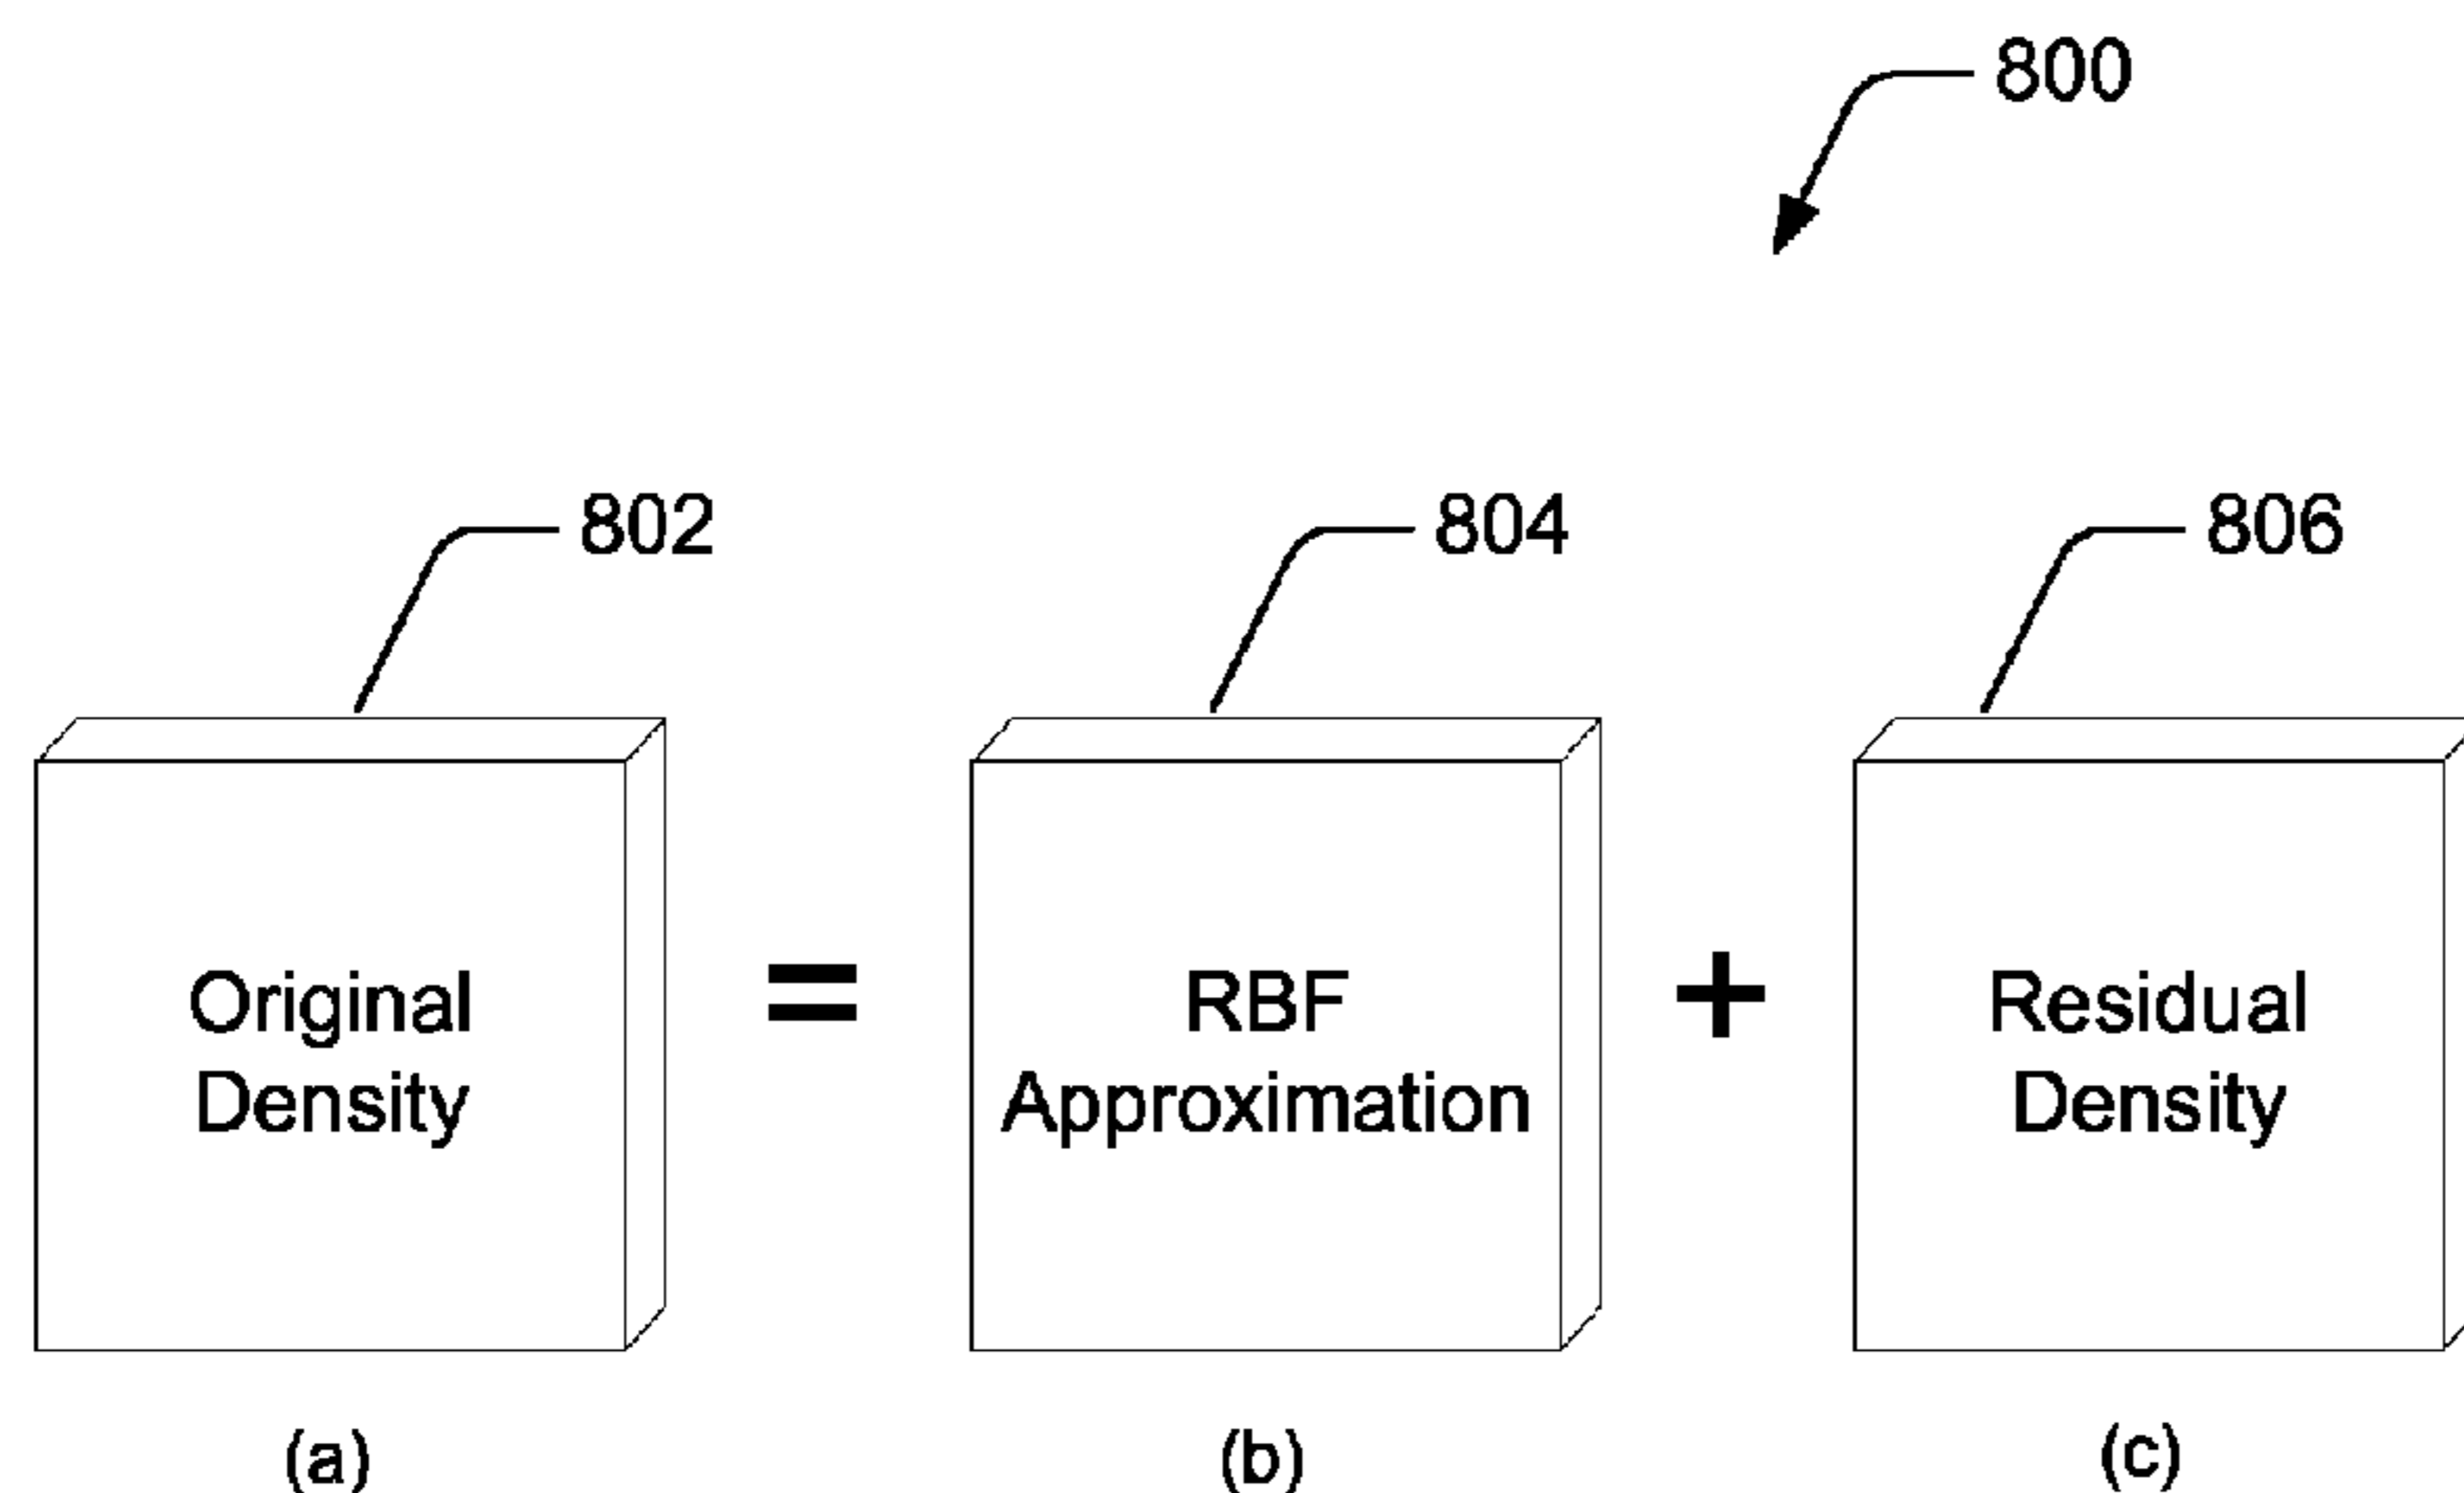 800
802
804
806
Original
Density
=
RBF
Approximation
+
Residual
Density
(a)
(b)
(c)